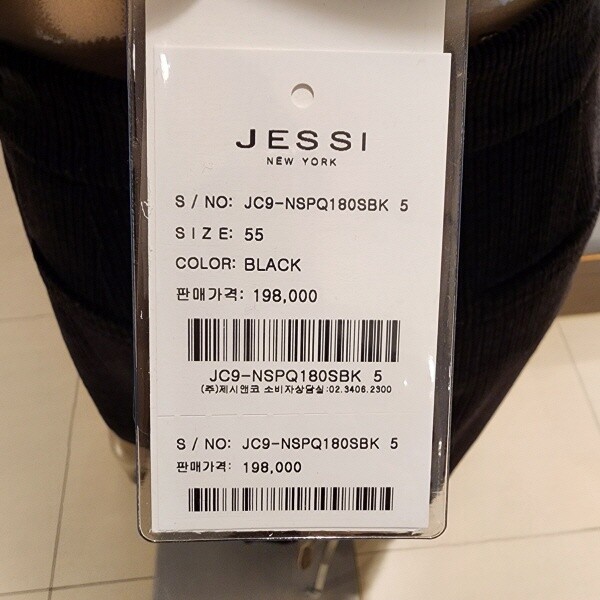 JESSI
NEW YORK
S / NO: JC9-NSPQ180SBK 5
SIZE: 55
COLOR: BLACK
판매가격: 198,000
JC9-NSPQ180SBK 5
(주)제시앤코 소비자상담실:02.3406.2300
S / NO: JC9-NSPQ180SBK 5
판매가격: 198,000